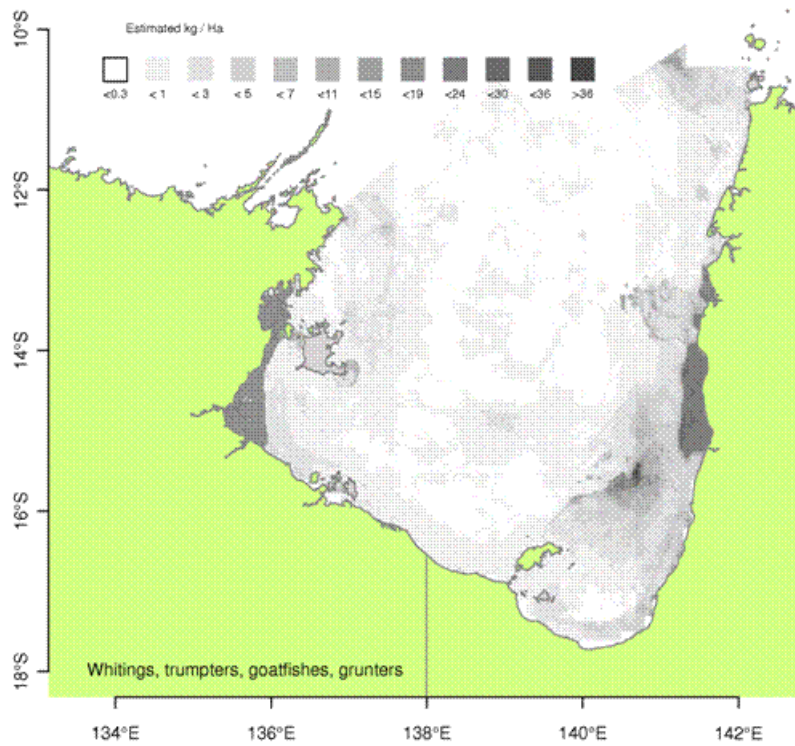 Estimated kg / Ha
<0.3 < 1 < 3 < 5 < 7 <11 <15 <19 <24 <30 <36 >36
10°S
12°S
14°S
16°S
18°S
Whitings, trumpters, goatfishes, grunters
134°E 136°E 138°E 140°E 142°E